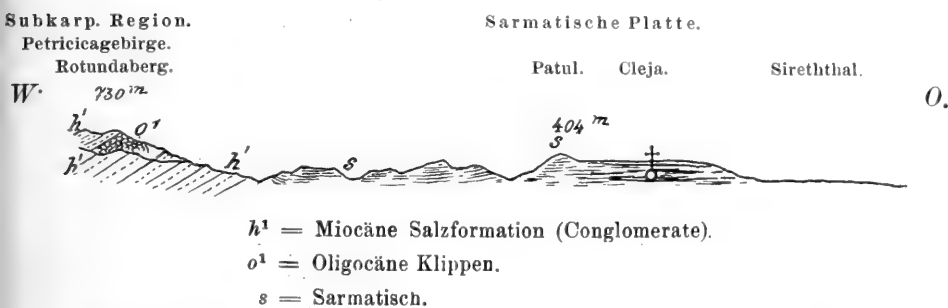 Subkarp. Region. Sarmatische Platte.
Petricicagebirge.
Rotundaberg. Patul. Cleja. Sireththal.
W. 730 m O.
h' o¹ 404 m
s
h' h' s
h¹ = Miocäne Salzformation (Conglomerate).
o¹ = Oligocäne Klippen.
s = Sarmatisch.